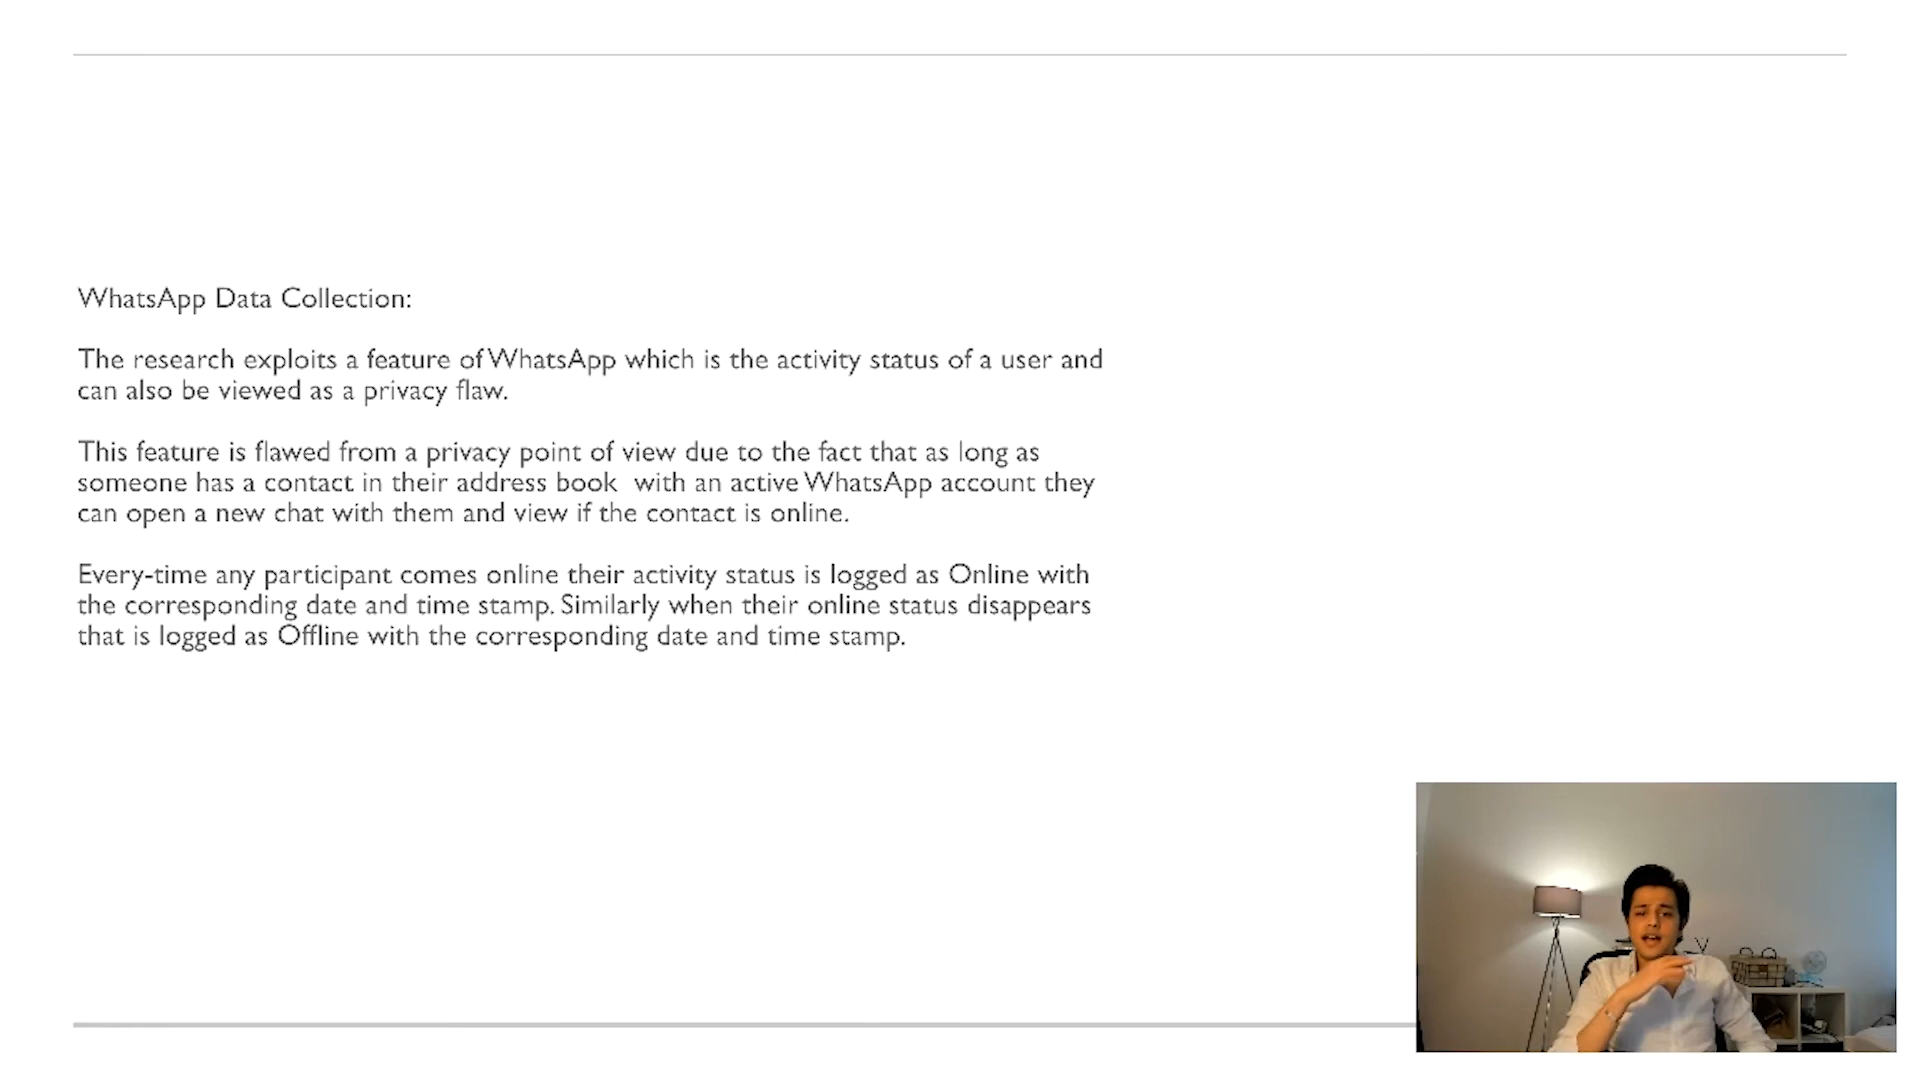 WhatsApp Data Collection:
The research exploits a feature of WhatsApp which is the activity status of a user and
can also be viewed as a privacy flaw.
This feature is flawed from a privacy point of view due to the fact that as long as
someone has a contact in their address book  with an active WhatsApp account they
can open a new chat with them and view if the contact is online.
Every-time any participant comes online their activity status is logged as Online with
the corresponding date and time stamp. Similarly when their online status disappears
that is logged as Offline with the corresponding date and time stamp.